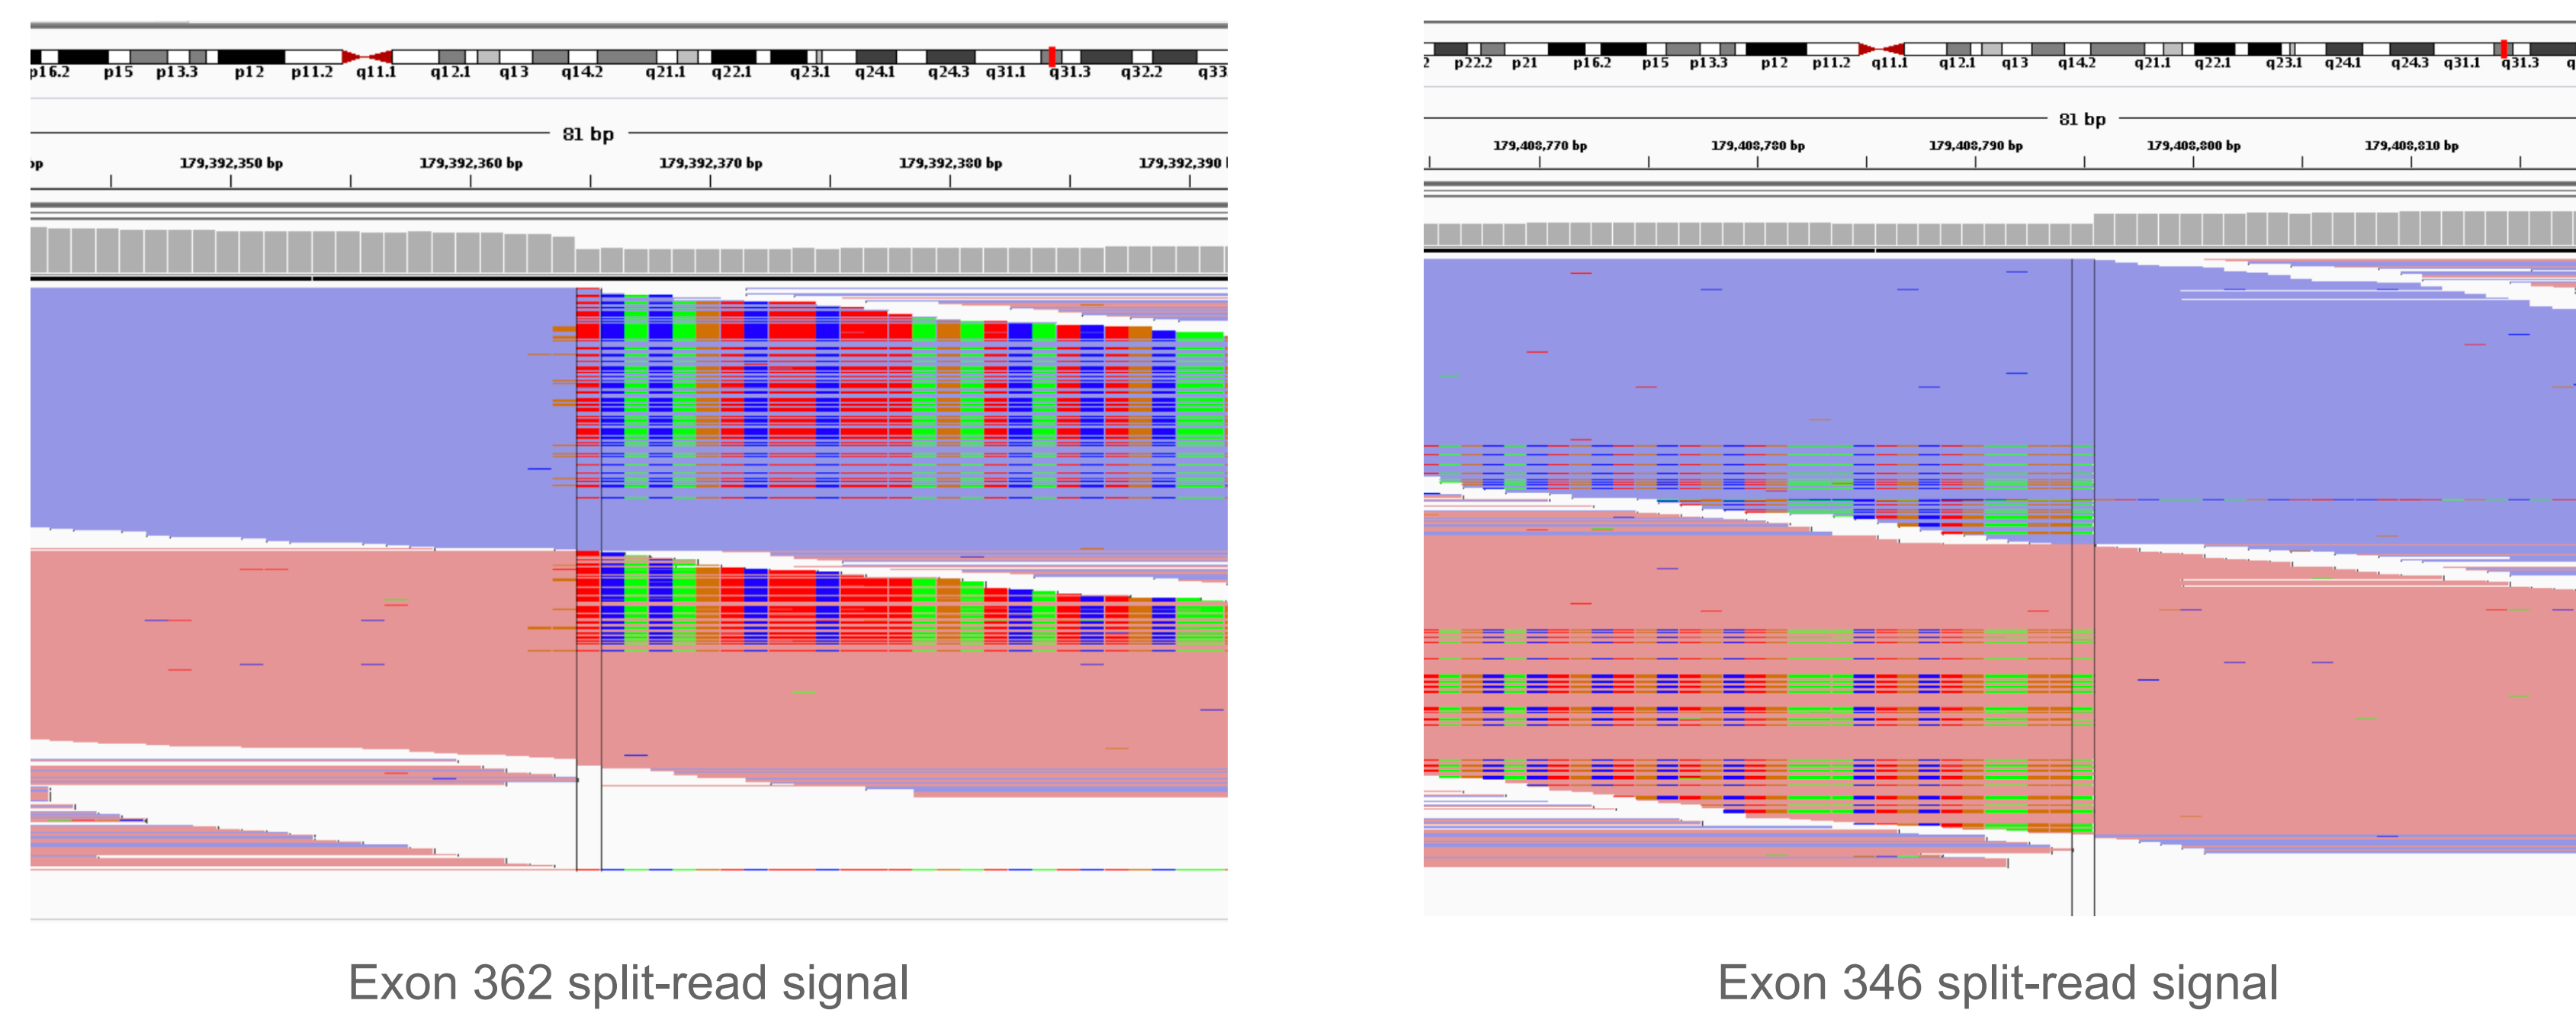 p16.2 p15 p13.3 p12 p11.2 q11.1 q12.1 q13 q14.2 q21.1 q22.1 q23.1 q24.1 q24.3 q31.1 q31.3 q32.2 q33
81 bp
bp 179,392,350 bp 179,392,360 bp 179,392,370 bp 179,392,380 bp 179,392,390
Exon 362 split-read signal
2 p22.2 p21 p16.2 p15 p13.3 p12 p11.2 q11.1 q12.1 q13 q14.2 q21.1 q22.1 q23.1 q24.1 q24.3 q31.1 q31.3 q
81 bp
179,408,770 bp 179,408,780 bp 179,408,790 bp 179,408,800 bp 179,408,810 bp
Exon 346 split-read signal